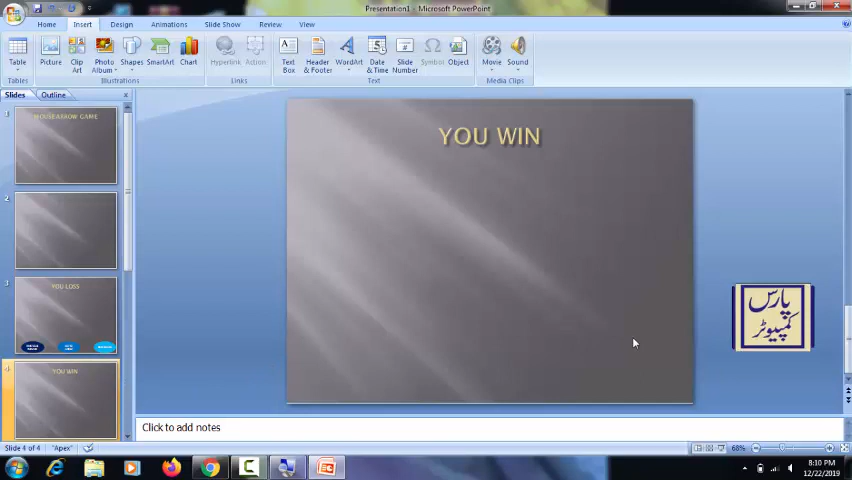 Presentation1 - Microsoft PowerPoint
Home
Insert
Design
Animations
Slide Show
Review
View
Table
Picture
Clip
Art
Photo
Album
Shapes
SmartArt
Chart
Hyperlink
Action
Text
Box
Header
& Footer
WordArt
Date
& Time
Slide
Number
Symbol
Object
Movie
Sound
Tables
Illustrations
Links
Text
Media Clips
Slides
Outline
MOUSE ARROW GAME
2
3
YOU LOSS
4
YOU WIN
YOU WIN
پارس
کمپیوٹر
Click to add notes
Slide 4 of 4
"Apex"
68%
8:10 PM
12/22/2019